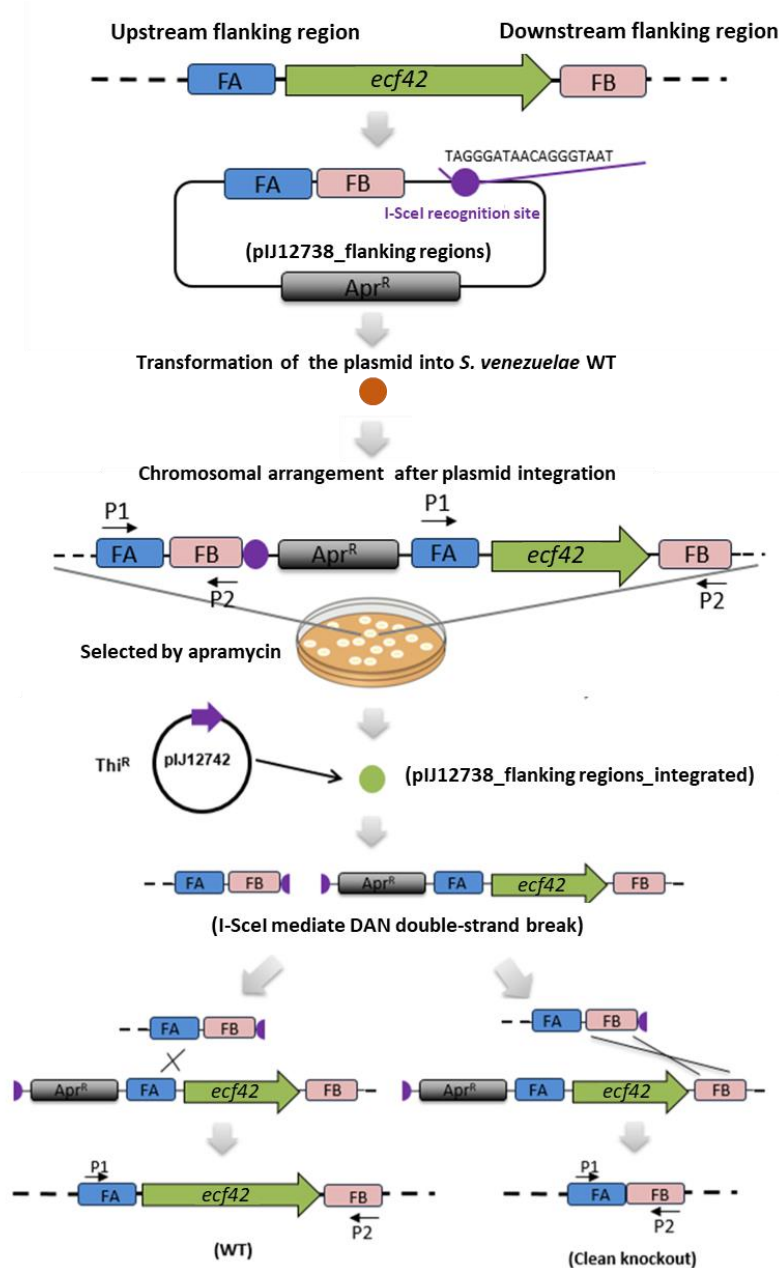 Upstream flanking region
Downstream flanking region
FA
ecf42
FB
TAGGGATAACAGGGTAAT
FA
FB
I-SceI recognition site
(pIJ12738_flanking regions)
Apr^R
Transformation of the plasmid into S. venezuelae WT
Chromosomal arrangement after plasmid integration
P1
P1
FA
FB
Apr^R
FA
ecf42
FB
P2
P2
Selected by apramycin
Thi^R
pIJ12742
(pIJ12738_flanking regions_integrated)
FA
FB
Apr^R
FA
ecf42
FB
(I-SceI mediate DAN double-strand break)
FA
FB
Apr^R
FA
ecf42
FB
FA
FB
Apr^R
FA
ecf42
FB
P1
FA
ecf42
FB
P2
(WT)
P1
FA
FB
P2
(Clean knockout)